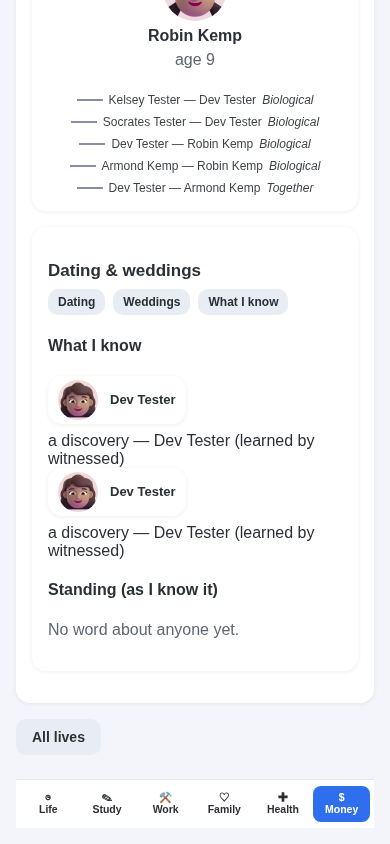 Robin Kemp
age 9
Kelsey Tester — Dev Tester Biological
Socrates Tester — Dev Tester Biological
Dev Tester — Robin Kemp Biological
Armond Kemp — Robin Kemp Biological
Dev Tester — Armond Kemp Together
Dating & weddings
Dating Weddings What I know
What I know
Dev Tester
a discovery — Dev Tester (learned by
witnessed)
Dev Tester
a discovery — Dev Tester (learned by
witnessed)
Standing (as I know it)
No word about anyone yet.
All lives
$
Life Study Work Family Health Money